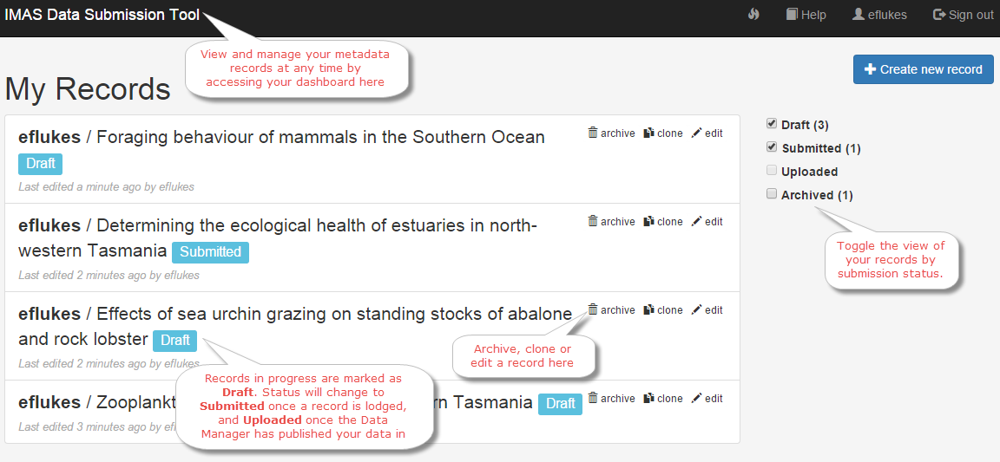 IMAS Data Submission Tool
Help
eflukes
Sign out
View and manage your metadata
records at any time by
accessing your dashboard here
Create new record
My Records
eflukes / Foraging behaviour of mammals in the Southern Ocean
Draft
Last edited a minute ago by eflukes
archive clone edit
eflukes / Determining the ecological health of estuaries in north-
western Tasmania Submitted
Last edited 2 minutes ago by eflukes
archive clone edit
eflukes / Effects of sea urchin grazing on standing stocks of abalone
and rock lobster Draft
Last edited 2 minutes ago by eflukes
archive clone edit
Archive, clone or
edit a record here
Records in progress are marked as
Draft. Status will change to
Submitted once a record is lodged,
and Uploaded once the Data
Manager has published your data in
eflukes / Tasmania Draft
Last edited 3 minutes ago by
archive clone edit
Draft (3)
Submitted (1)
Uploaded
Archived (1)
Toggle the view of
your records by
submission status.